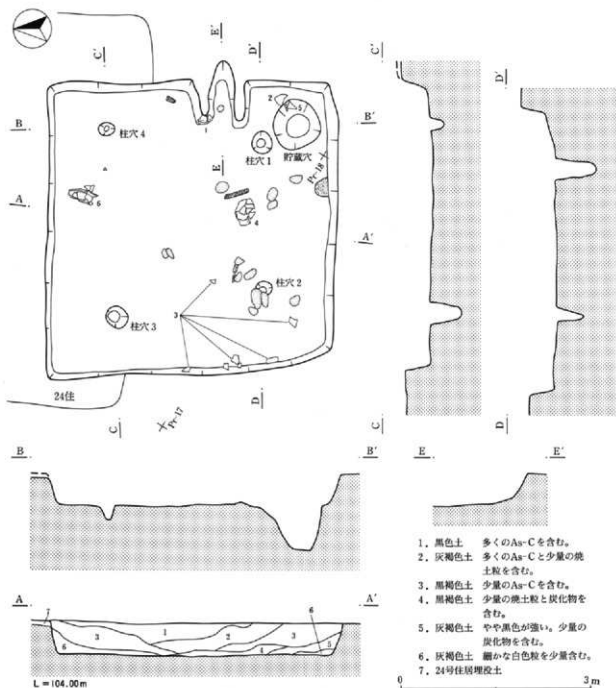 C'
E'
D'
C'
D'
B
B'
B'
柱穴4
柱穴1
貯蔵穴
2
5
1
E
Pr-18
A
A'
6
4
柱穴2
柱穴3
3
24住
Pr-17
C
D
C
D
B
B'
E
E'
A
A'
7
3
1
2
3
6
6
4
5
L=104.00m
1. 黒色土 多くのAs-Cを含む。
2. 灰褐色土 多くのAs-Cと少量の焼
土粒を含む。
3. 黒褐色土 少量のAs-Cを含む。
4. 黒褐色土 少量の焼土粒と炭化物を
含む。
5. 灰褐色土 やや黒色が強い。少量の
炭化物を含む。
6. 灰褐色土 細かな白色粒を少量含む。
7. 24号住居埋没土
0 3m